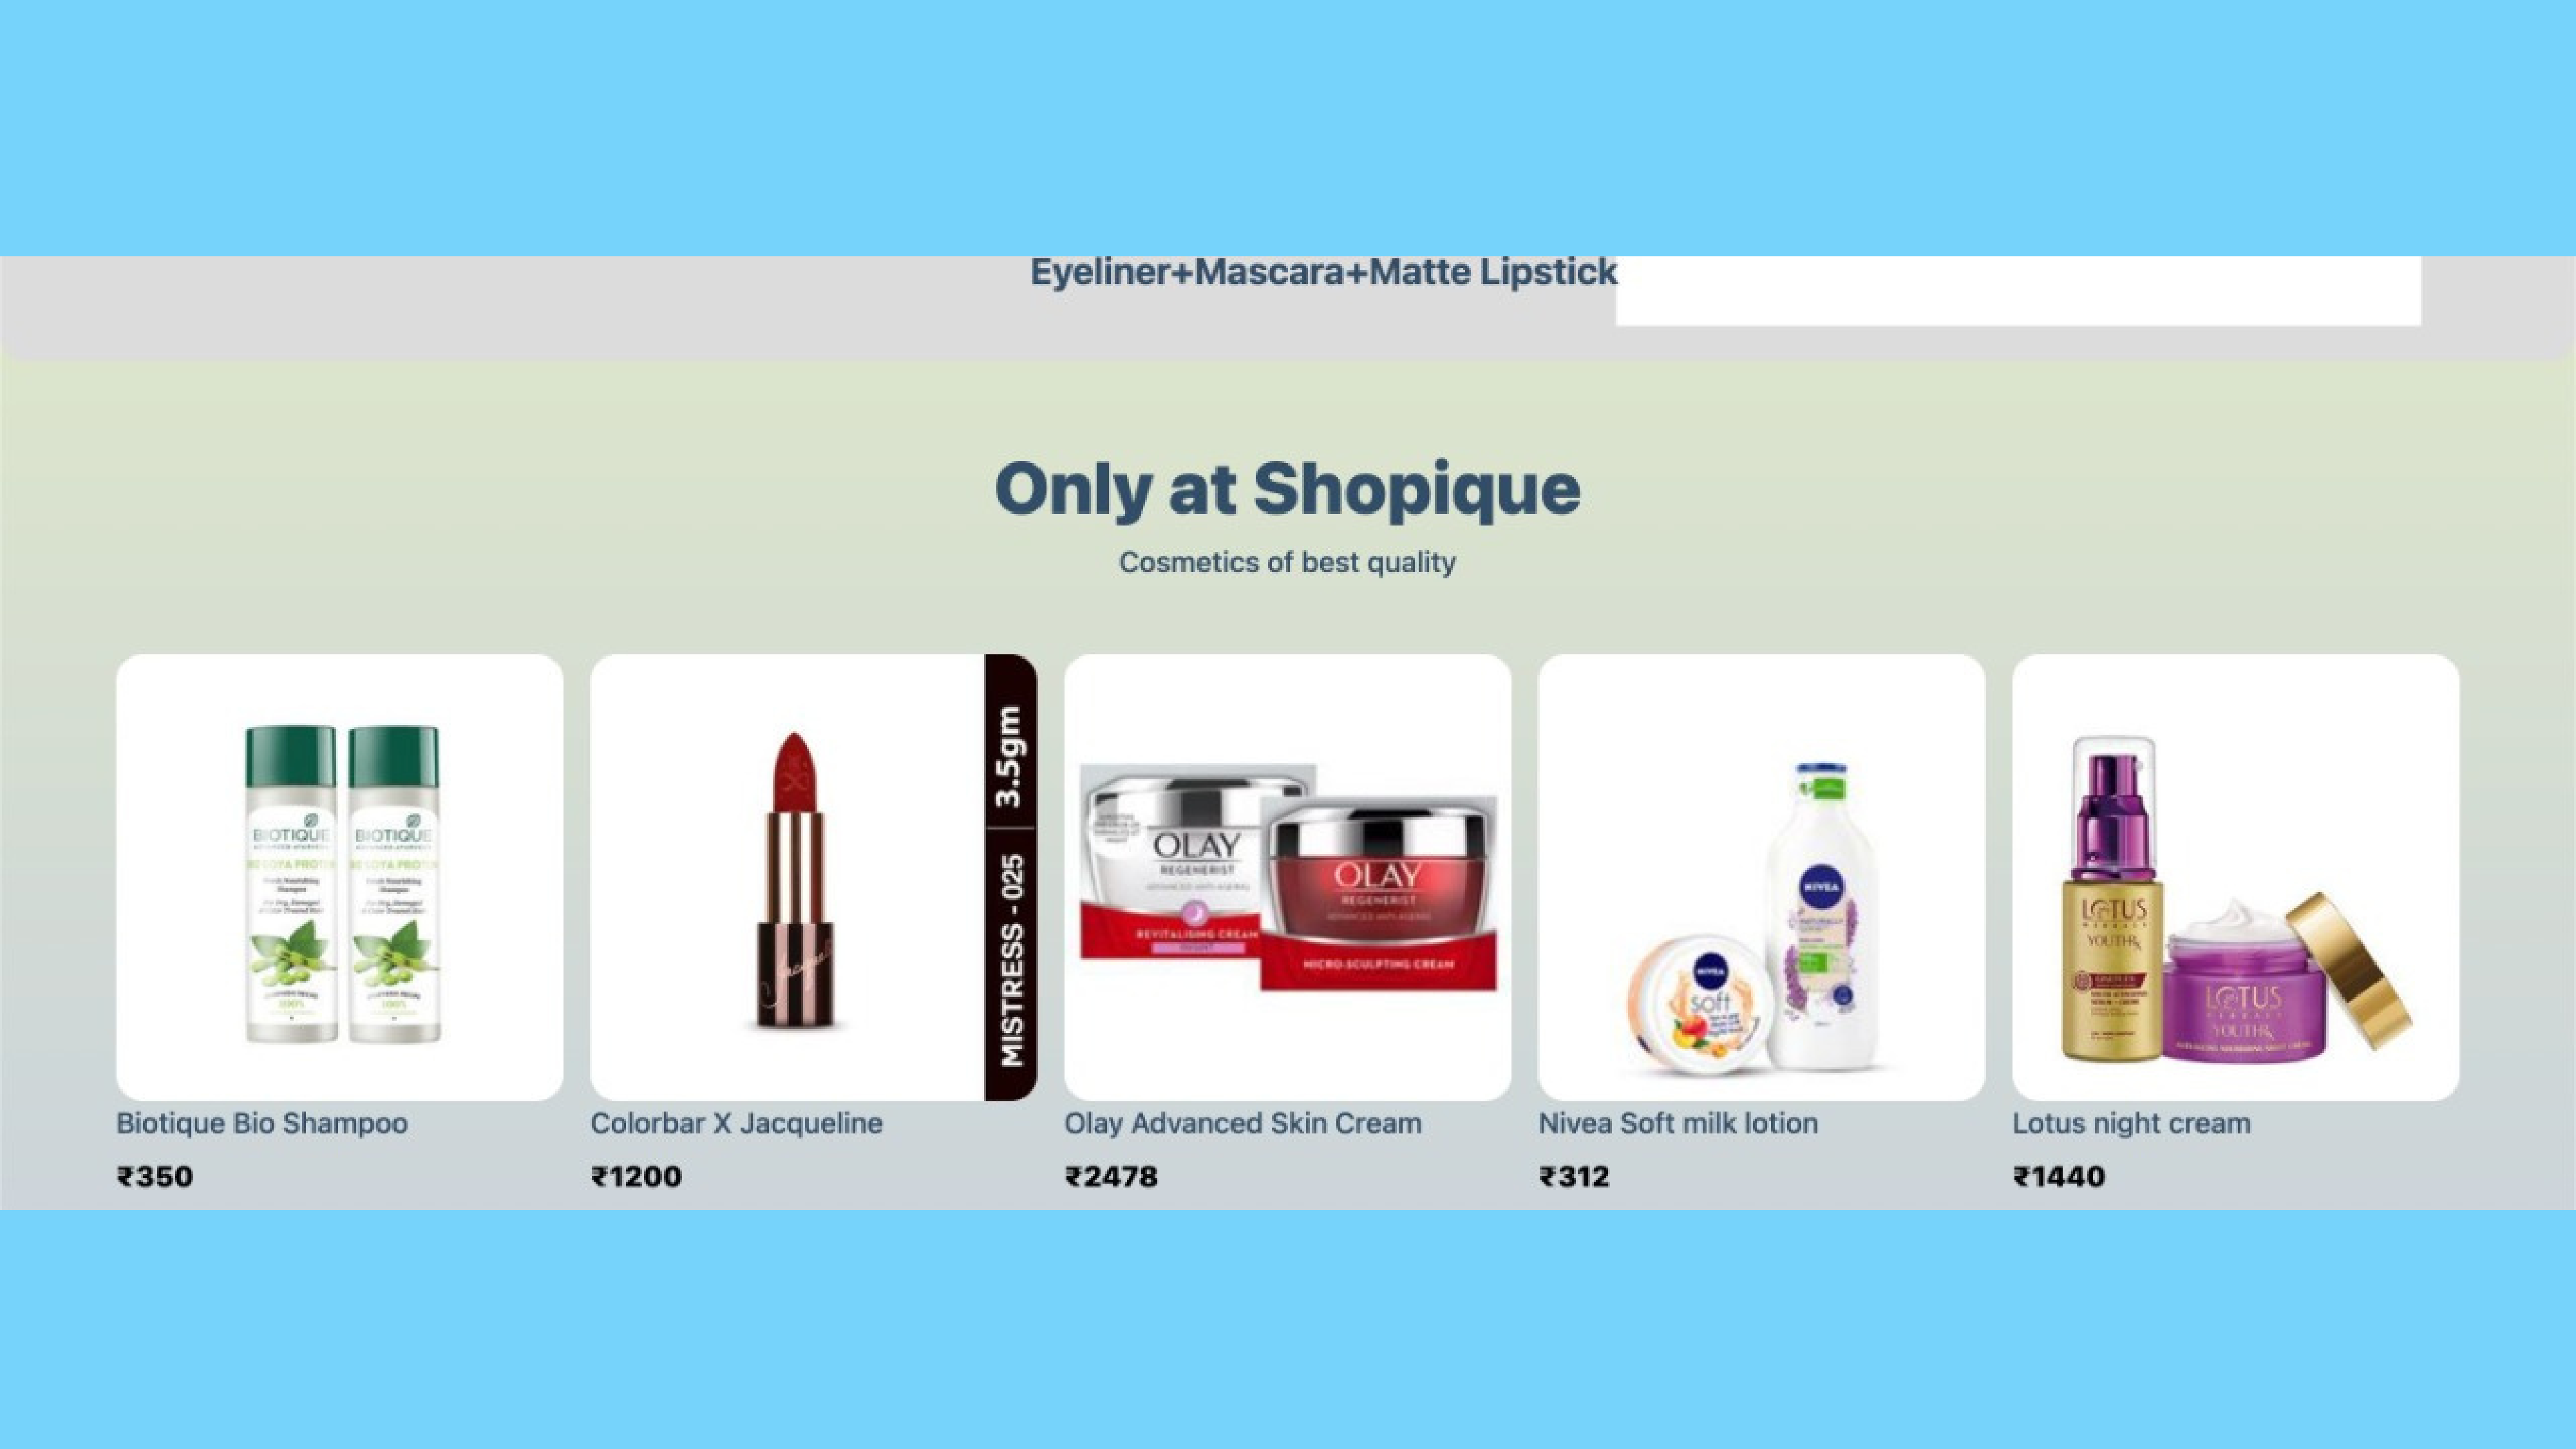 Eyeliner+Mascara+Matte Lipstick
Only at Shopique
Cosmetics of best quality
BIOTIQUE
BIOTIQUE
MISTRESS - 025 | 3.5gm
OLAY
REGENERIST
REVITALISING CREAM
OLAY
REGENERIST
MICRO-SCULPTING CREAM
NIVEA
NIVEA
soft
LOTUS
YOUTHRx
LOTUS
YOUTHRx
Biotique Bio Shampoo
₹350
Colorbar X Jacqueline
₹1200
Olay Advanced Skin Cream
₹2478
Nivea Soft milk lotion
₹312
Lotus night cream
₹1440